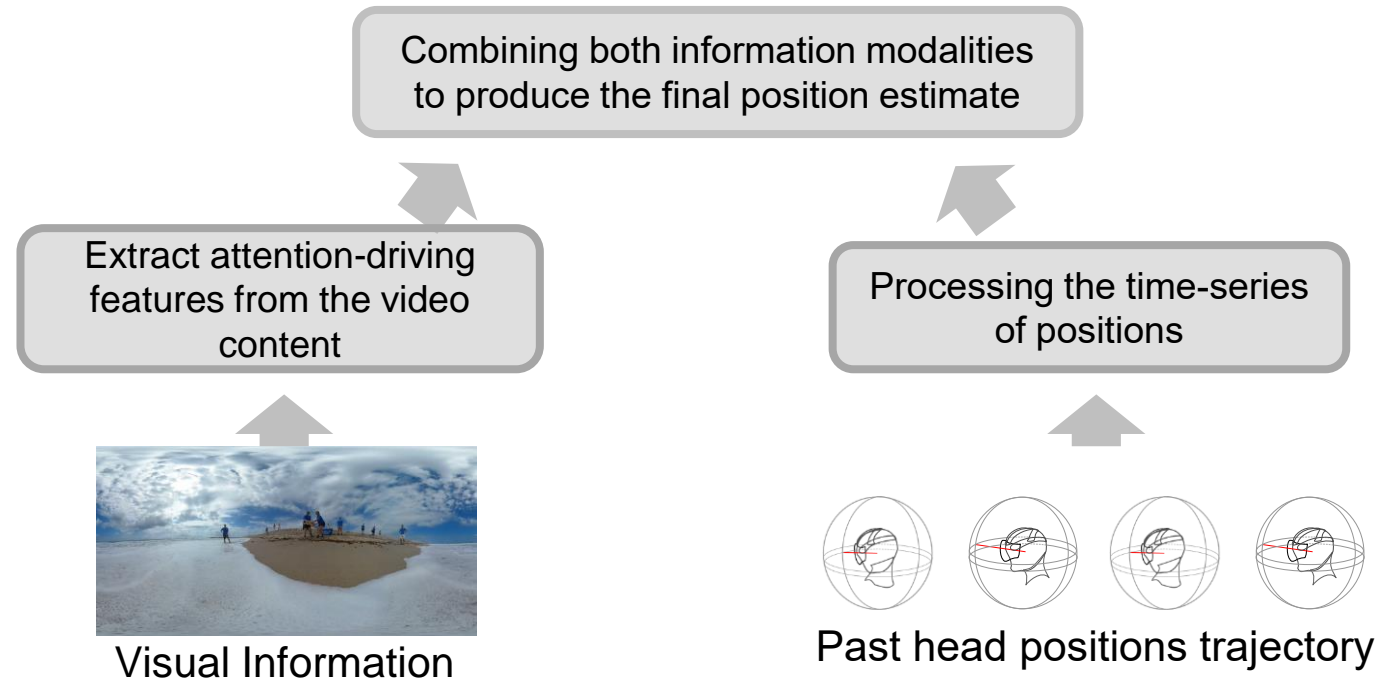 Combining both information modalities
to produce the final position estimate
Extract attention-driving
features from the video
content
Processing the time-series
of positions
Visual Information
Past head positions trajectory